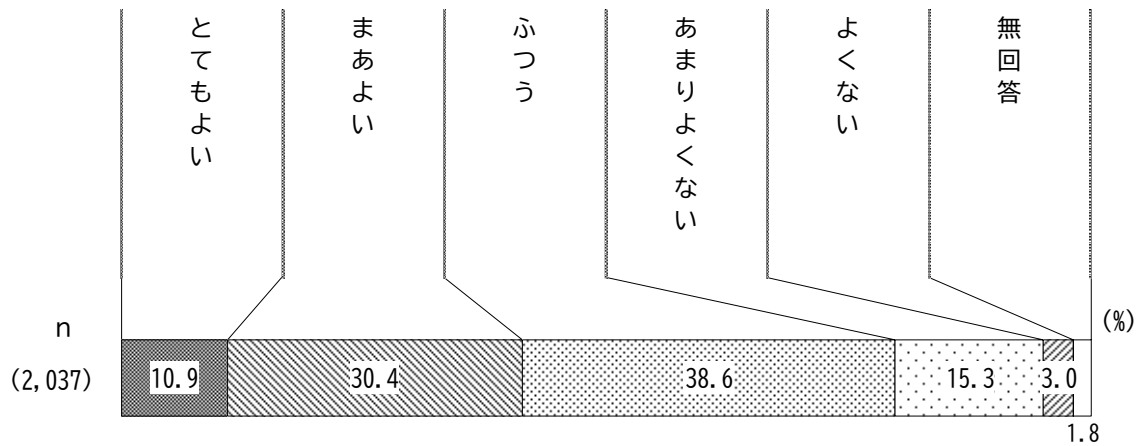 とてもよい
まあよい
ふつう
あまりよくない
よくない
無回答
n
(%)
(2,037)
10.9
30.4
38.6
15.3
3.0
1.8